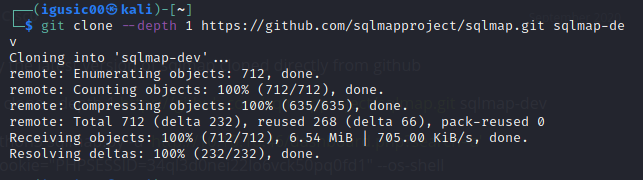 ┌──(igusic00㉿kali)-[~]
└─$ git clone --depth 1 https://github.com/sqlmapproject/sqlmap.git sqlmap-de
v
Cloning into 'sqlmap-dev'...
remote: Enumerating objects: 712, done.
remote: Counting objects: 100% (712/712), done.
remote: Compressing objects: 100% (635/635), done.
remote: Total 712 (delta 232), reused 268 (delta 66), pack-reused 0
Receiving objects: 100% (712/712), 6.54 MiB | 705.00 KiB/s, done.
Resolving deltas: 100% (232/232), done.